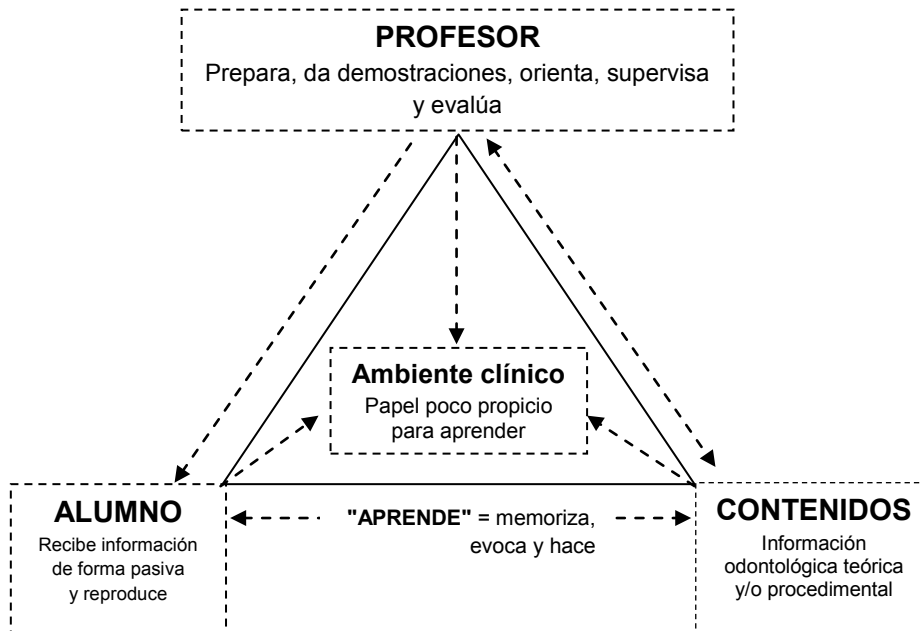 PROFESOR
Prepara, da demostraciones, orienta, supervisa
y evalúa
Ambiente clínico
Papel poco propicio
para aprender
ALUMNO
Recibe información
de forma pasiva
y reproduce
"APRENDE" = memoriza,
evoca y hace
CONTENIDOS
Información
odontológica teórica
y/o procedimental